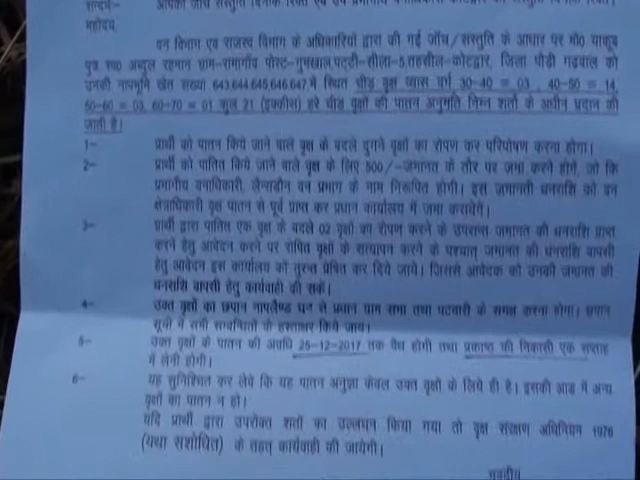 सन्दर्भ-
महोदय,
वन विभाग एवं राजस्व विभाग के अधिकारियों द्वारा की गई जाँच/संस्तुति के आधार पर मौ0 याकूब
पुत्र स्व0 अब्दुल रहमान ग्राम-रामागाँव पोस्ट-गुमखाल,पट्टी-सीला-5,तहसील-कोटद्वार, जिला पौड़ी गढ़वाल को
उनकी नापभूमि खेत सख्या 643,644,645,646,647 में स्थित चीड़ वृक्ष व्यास वर्ग 30-40 = 03 , 40-50 = 14,
50-60 = 03, 60-70 = 01 कुल 21 (इक्कीस) हरे चीड़ वृक्षों की पातन अनुमति निम्न शर्तो के अधीन प्रदान की
जाती है।
1- प्रार्थी को पातन किये जाने वाले वृक्ष के बदले दुगने वृक्षों का रोपण कर परिपोषण करना होगा।
2- प्रार्थी को पातित किये जाने वाले वृक्ष के लिए 500/-जमानत के तौर पर जमा करने होगे, जो कि
प्रभागीय वनाधिकारी, लैन्सडौन वन प्रभाग के नाम निरूपित होगी। इस जमानती धनराशि को वन
क्षेत्राधिकारी वृक्ष पातन से पूर्व प्राप्त कर प्रधान कार्यालय में जमा करायेगें।
3- प्रार्थी द्वारा पातित एक वृक्ष के बदले 02 वृक्षों का रोपण करने के उपरान्त जमानत की धनराशि प्राप्त
करने हेतु आवेदन करने पर रोपित वृक्षों के सत्यापन करने के पश्चात् जमानत की धनराशि वापसी
हेतु आवेदन इस कार्यालय को तुरन्त प्रेषित कर दिये जाये। जिससे आवेदक को उनकी जमानत की
धनराशि वापसी हेतु कार्यवाही की सकें।
4- उक्त वृक्षों का छपान नापलैण्ड घन से प्रधान ग्राम सभा तथा पटवारी के समक्ष करना होगा। छपान
सूची में सभी सम्बन्धितों के हस्ताक्षर किये जाय।
5- उक्त वृक्षों के पातन की अवधि 25-12-2017 तक वैध होगी तथा प्रकाष्ठ की निकासी एक सप्ताह
में लेनी होगी।
6- यह सुनिश्चित कर लेवे कि यह पातन अनुज्ञा केवल उक्त वृक्षों के लिये ही है। इसकी आड में अन्य
वृक्षों का पातन न हो।
यदि प्रार्थी द्वारा उपरोक्त शर्तो का उल्लघंन किया गया तो वृक्ष संरक्षण अधिनियम 1976
(यथा सशोधित) के तहत् कार्यवाही की जायेगी।
भवदीय